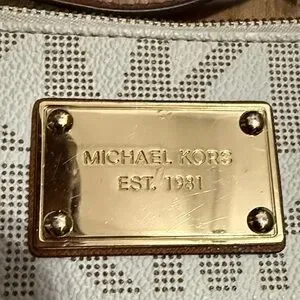 MICHAEL KORS
EST. 1981